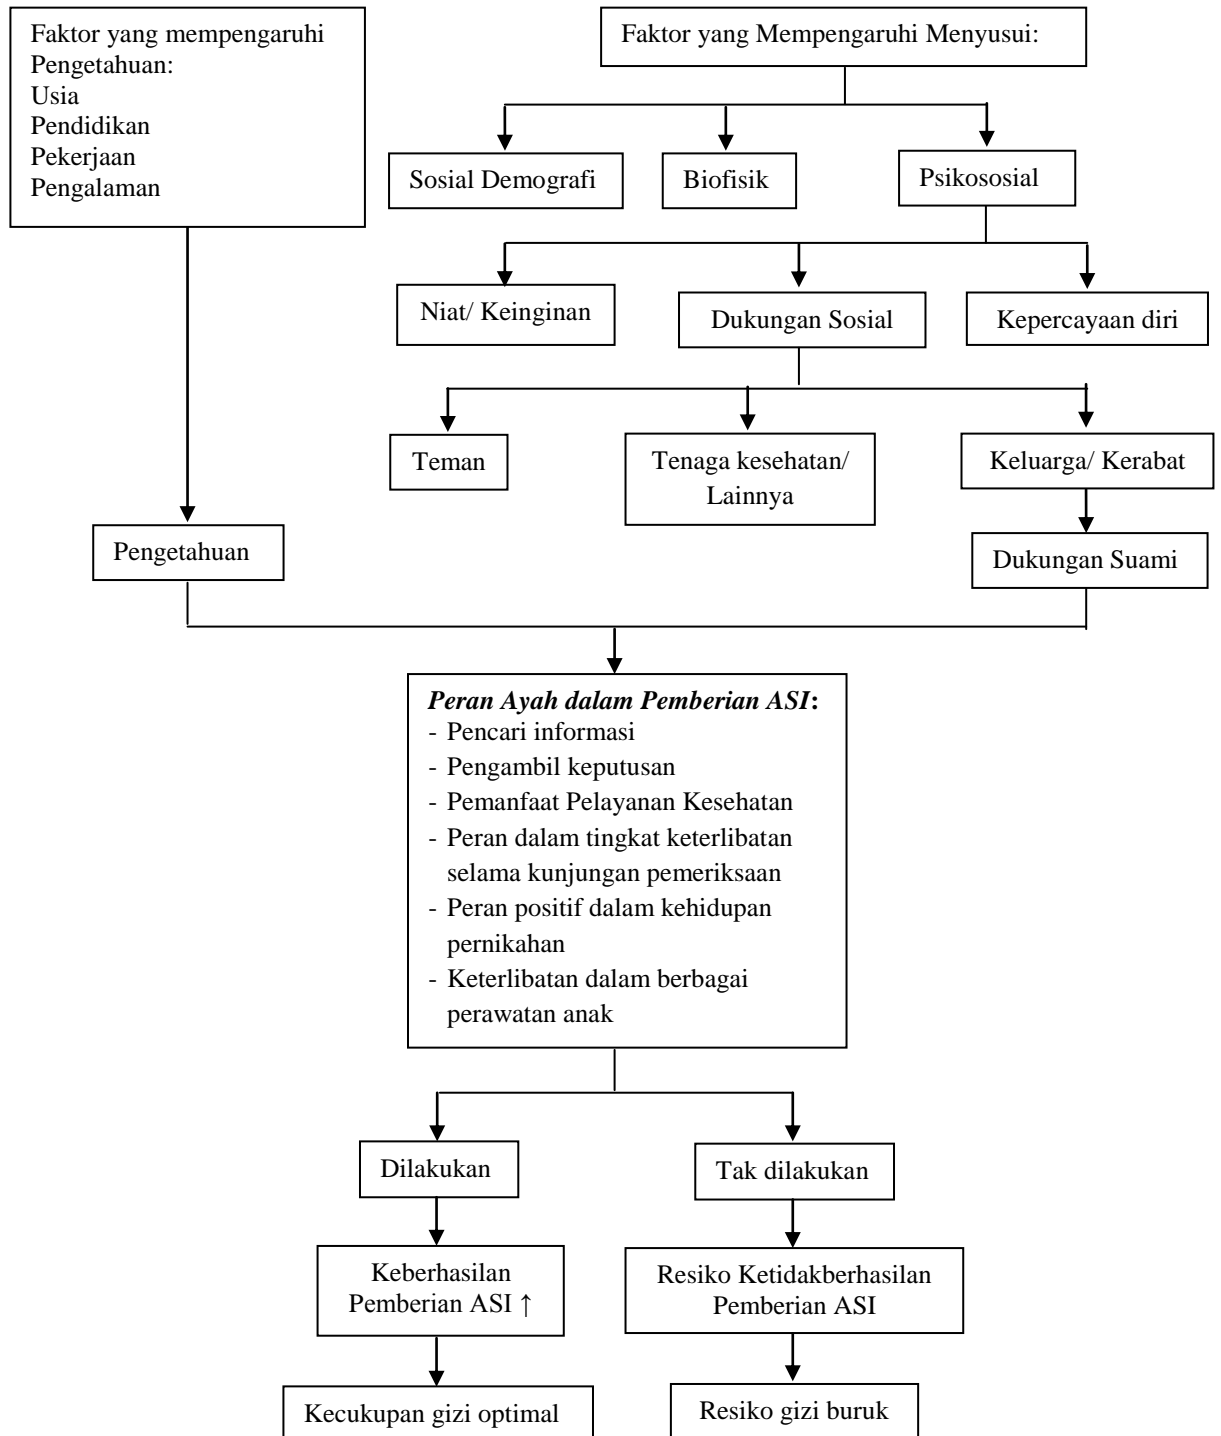 Faktor yang mempengaruhi
Pengetahuan:
Usia
Pendidikan
Pekerjaan
Pengalaman
Faktor yang Mempengaruhi Menyusui:
Sosial Demografi
Biofisik
Psikososial
Niat/ Keinginan
Dukungan Sosial
Kepercayaan diri
Teman
Tenaga kesehatan/
Lainnya
Keluarga/ Kerabat
Pengetahuan
Dukungan Suami
Peran Ayah dalam Pemberian ASI:
- Pencari informasi
- Pengambil keputusan
- Pemanfaat Pelayanan Kesehatan
- Peran dalam tingkat keterlibatan
selama kunjungan pemeriksaan
- Peran positif dalam kehidupan
pernikahan
- Keterlibatan dalam berbagai
perawatan anak
Dilakukan
Tak dilakukan
Keberhasilan
Pemberian ASI ↑
Resiko Ketidakberhasilan
Pemberian ASI
Kecukupan gizi optimal
Resiko gizi buruk